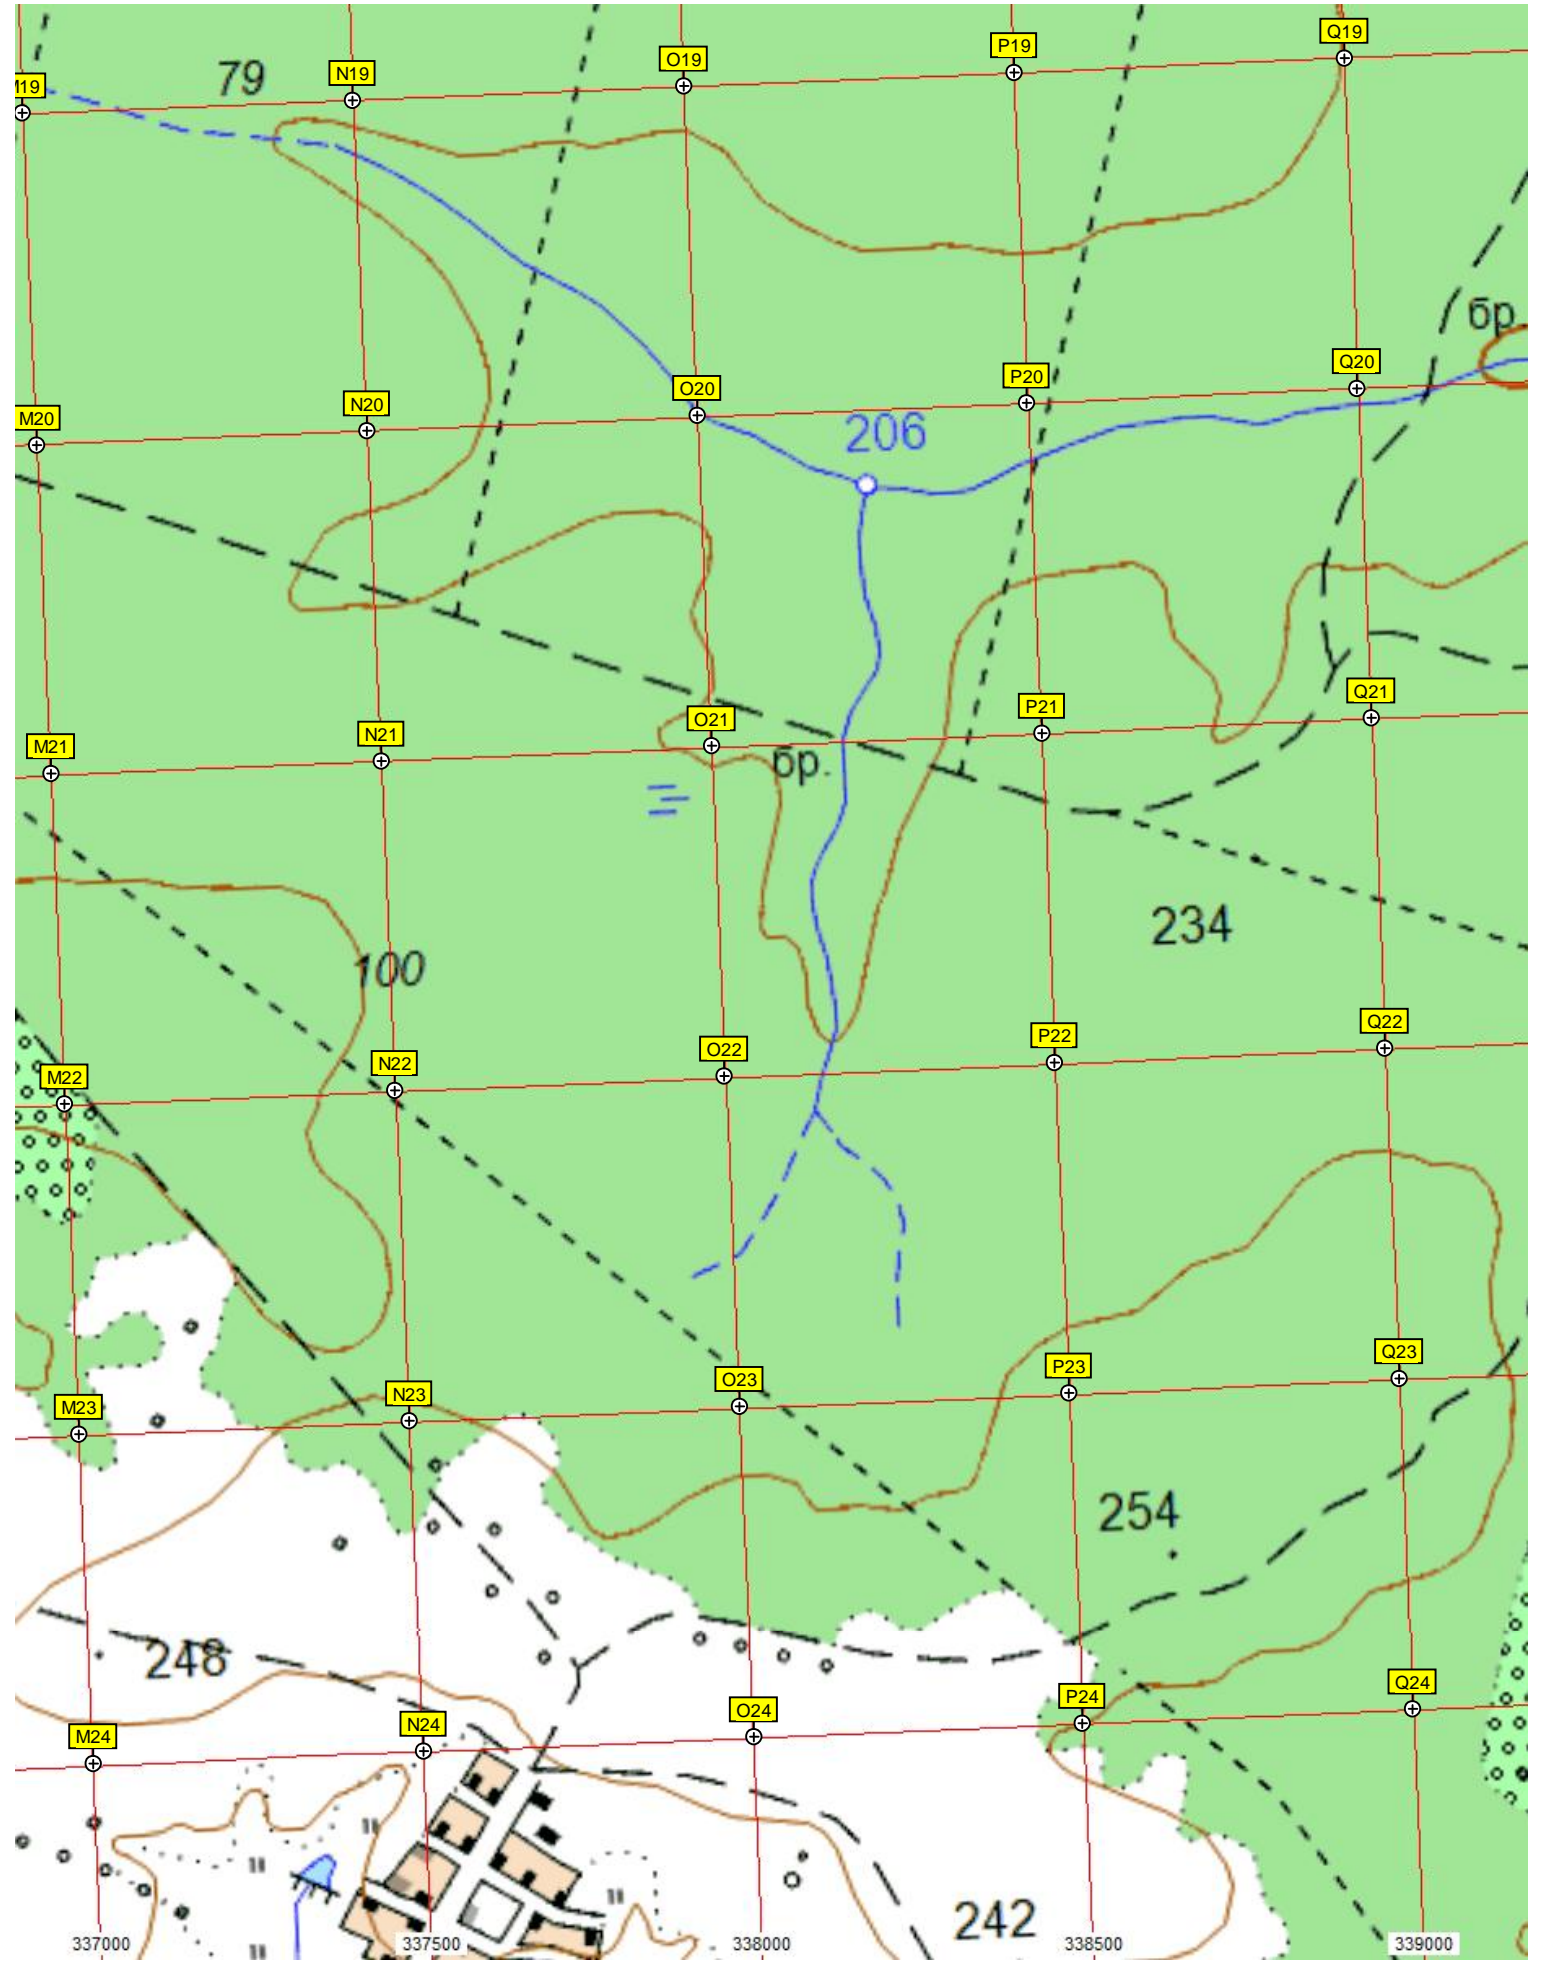 Q19
P19
O19
N19
79
M19
бр
Q20
P20
O20
N20
M20
206
Q21
P21
O21
N21
M21
бр.
234
100
Q22
P22
O22
N22
M22
Q23
P23
O23
N23
M23
254
248
Q24
P24
O24
N24
M24
242
337000
337500
338000
338500
339000